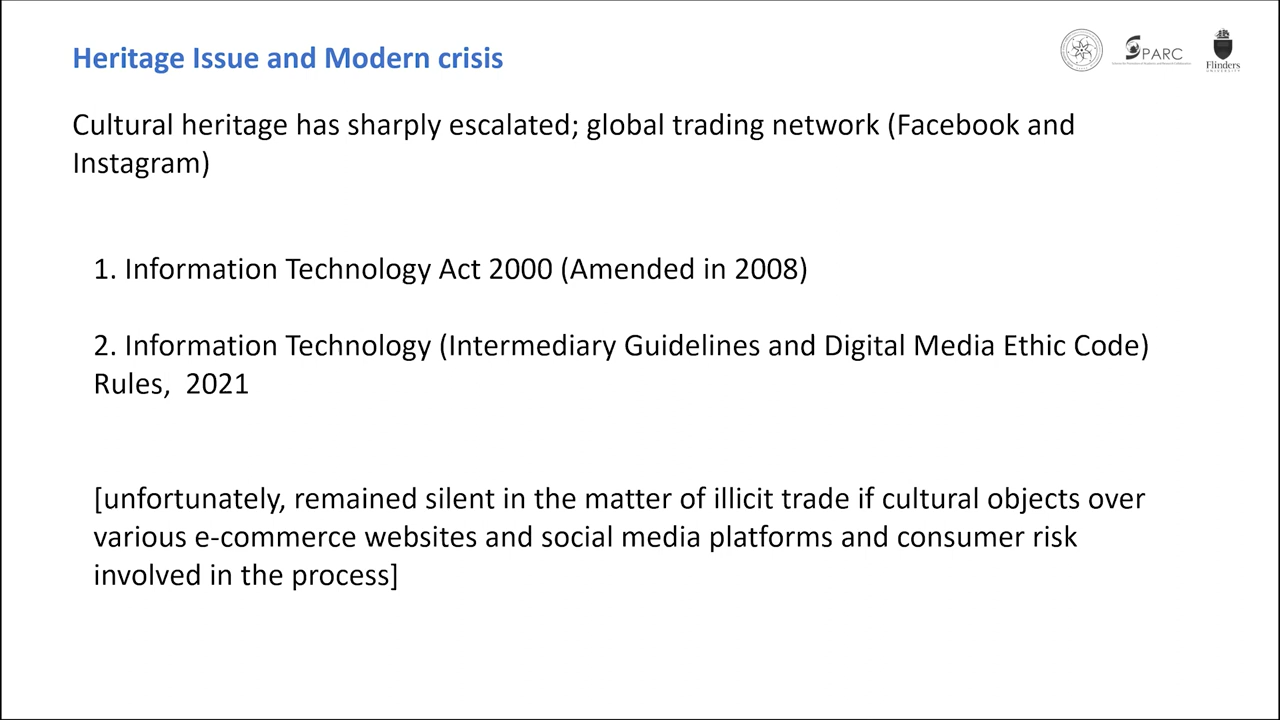 Heritage Issue and Modern crisis
SPARC
Flinders
UNIVERSITY
Cultural heritage has sharply escalated; global trading network (Facebook and
Instagram)
1. Information Technology Act 2000 (Amended in 2008)
2. Information Technology (Intermediary Guidelines and Digital Media Ethic Code)
Rules,  2021
[unfortunately, remained silent in the matter of illicit trade if cultural objects over
various e-commerce websites and social media platforms and consumer risk
involved in the process]